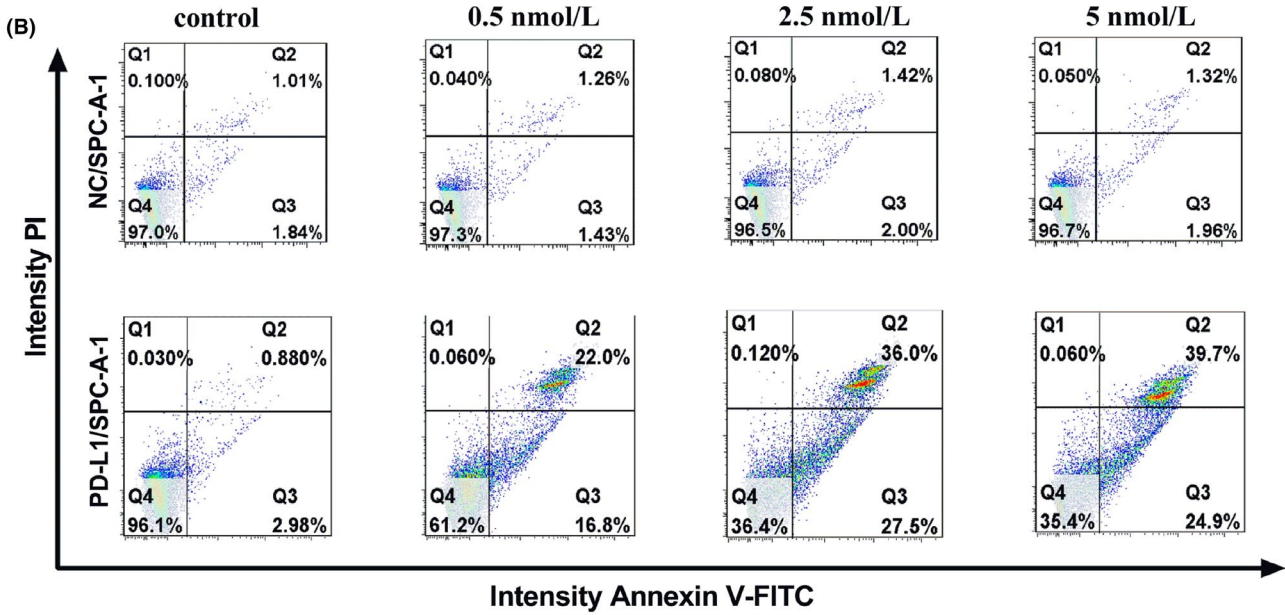 (B)
control 0.5 nmol/L 2.5 nmol/L 5 nmol/L
Intensity PI
NC/SPC-A-1
Q1 Q2 Q1 Q2 Q1 Q2 Q1 Q2
0.100% 1.01% 0.040% 1.26% 0.080% 1.42% 0.050% 1.32%
Q4 Q3 Q4 Q3 Q4 Q3 Q4 Q3
97.0% 1.84% 97.3% 1.43% 96.5% 2.00% 96.7% 1.96%
PD-L1/SPC-A-1
Q1 Q2 Q1 Q2 Q1 Q2 Q1 Q2
0.030% 0.880% 0.060% 22.0% 0.120% 36.0% 0.060% 39.7%
Q4 Q3 Q4 Q3 Q4 Q3 Q4 Q3
96.1% 2.98% 61.2% 16.8% 36.4% 27.5% 35.4% 24.9%
Intensity Annexin V-FITC